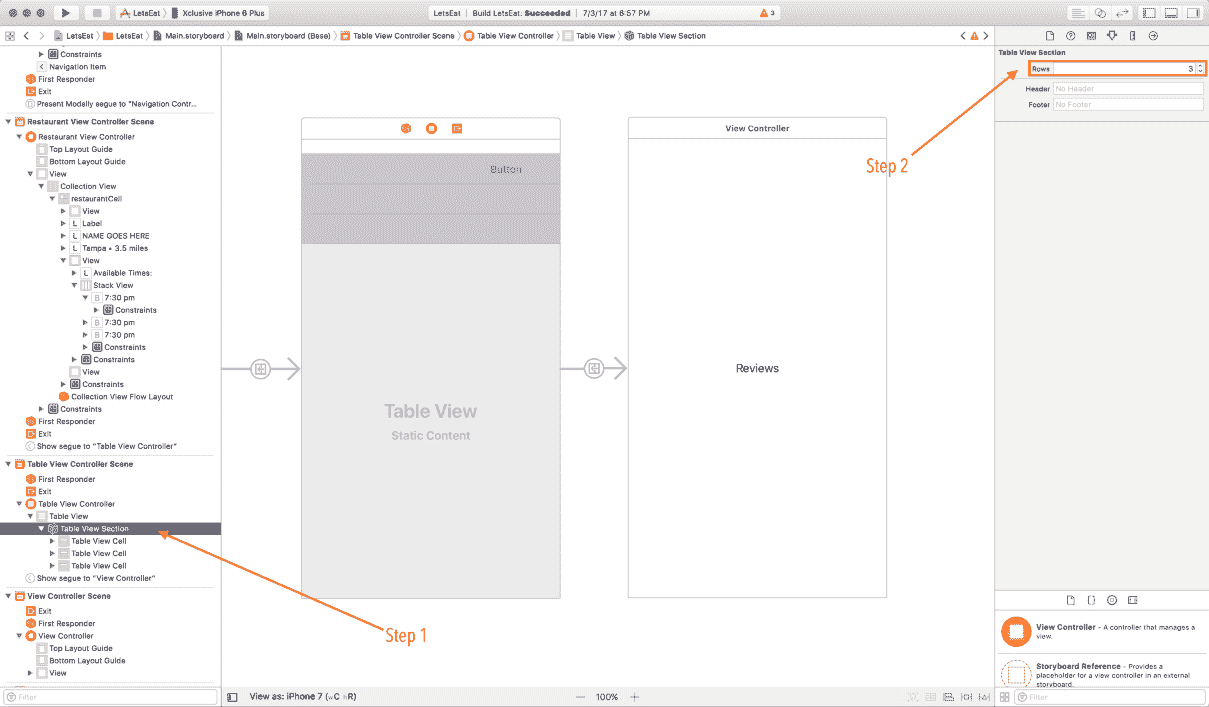 LetsEat
Xclusive iPhone 6 Plus
LetsEat | Build LetsEat: Succeeded | 7/3/17 at 6:57 PM
3
LetsEat
LetsEat
Main.storyboard
Main.storyboard (Base)
Table View Controller Scene
Table View Controller
Table View
Table View Section
Constraints
Navigation Item
First Responder
Exit
Present Modally segue to "Navigation Contr...
Restaurant View Controller Scene
Restaurant View Controller
Top Layout Guide
Bottom Layout Guide
View
Collection View
restaurantCell
View
L Label
L NAME GOES HERE
L Tampa • 3.5 miles
View
L Available Times:
Stack View
B 7:30 pm
Constraints
B 7:30 pm
B 7:30 pm
Constraints
Constraints
View
Constraints
Collection View Flow Layout
Constraints
First Responder
Exit
Show segue to "Table View Controller"
Table View Controller Scene
First Responder
Exit
Table View Controller
Table View
Table View Section
Table View Cell
Table View Cell
Table View Cell
Show segue to "View Controller"
View Controller Scene
Exit
First Responder
View Controller
Top Layout Guide
Bottom Layout Guide
View
Filter
Button
Table View
Static Content
View Controller
Reviews
Step 1
Step 2
View as: iPhone 7 (wC hR)
100%
Table View Section
Rows 3
Header No Header
Footer No Footer
View Controller - A controller that manages a
view.
Storyboard Reference - Provides a
placeholder for a view controller in an external
storyboard.
Filter